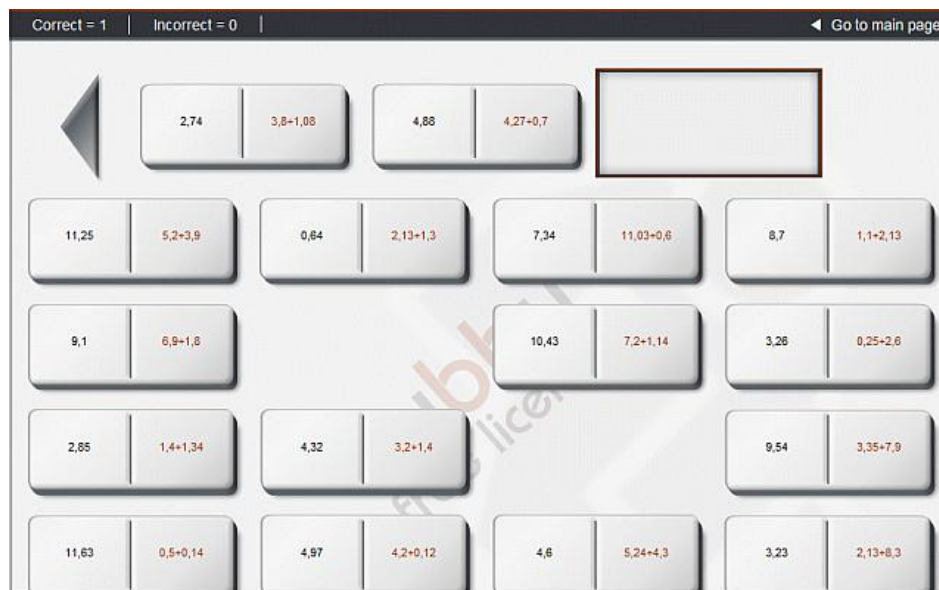 Correct = 1 | Incorrect = 0 | Go to main page
2,74 3,8+1,08 4,88 4,27+0,7
11,25 5,2+3,9 0,64 2,13+1,3 7,34 11,03+0,6 8,7 1,1+2,13
9,1 6,9+1,8 10,43 7,2+1,14 3,26 0,25+2,6
2,85 1,4+1,34 4,32 3,2+1,4 9,54 3,35+7,9
11,63 0,5+0,14 4,97 4,2+0,12 4,6 5,24+4,3 3,23 2,13+8,3
free